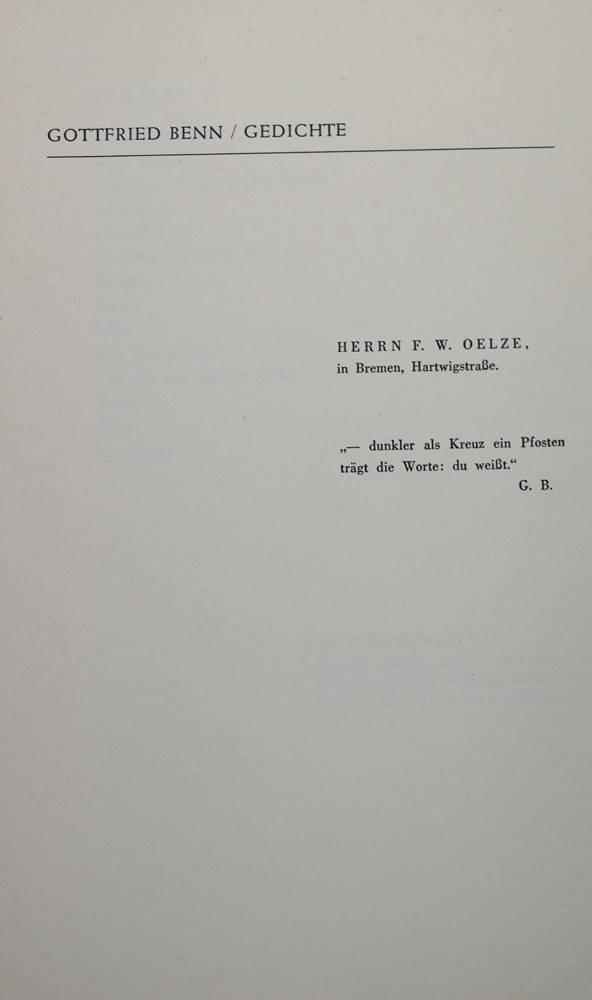 GOTTFRIED BENN / GEDICHTE
HERRN F. W. OELZE,
in Bremen, Hartwigstraße.
„— dunkler als Kreuz ein Pfosten
trägt die Worte: du weißt.“
G. B.